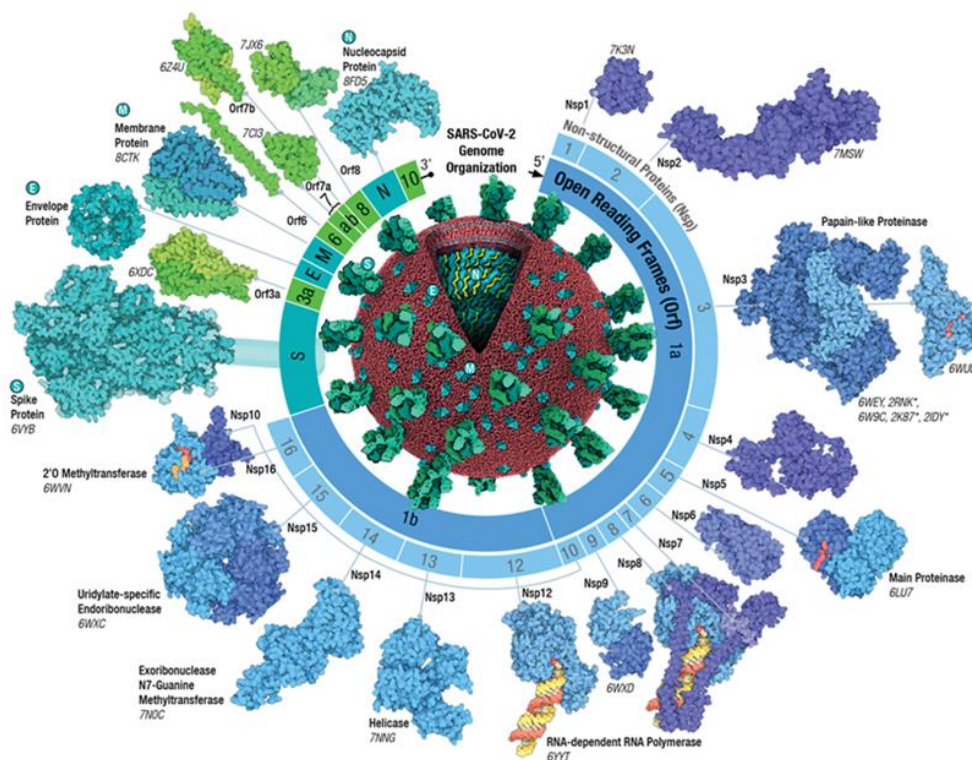 SARS-CoV-2
Genome
Organization
3'
5'
Non-structural Proteins (Nsp)
Open Reading Frames (Orf)
1a
1b
1
2
3
4
5
6
7
8
9
10
12
13
14
15
16
S
3a
E
M
6
7
ab
8
N
10
S
E
M
N
Nsp1
7K3N
Nsp2
7MSW
Papain-like Proteinase
Nsp3
6WEY, 2RNK*,
6W9C, 2K87*, 2IDY*
Nsp4
Nsp5
Main Proteinase
6LU7
Nsp6
Nsp7
Nsp8
Nsp9
6WXD
RNA-dependent RNA Polymerase
6YYT
Nsp12
Nsp13
Helicase
7NNG
Nsp14
Exoribonuclease
N7-Guanine
Methyltransferase
7N0C
Nsp15
Uridylate-specific
Endoribonuclease
6WXC
Nsp10
Nsp16
2'O Methyltransferase
6WVN
S
Spike
Protein
6VYB
Orf3a
6XDC
E
Envelope
Protein
M
Membrane
Protein
8CTK
Orf6
Orf7a
7CI3
Orf7b
6Z4U
Orf8
7JX6
N
Nucleocapsid
Protein
8FD5